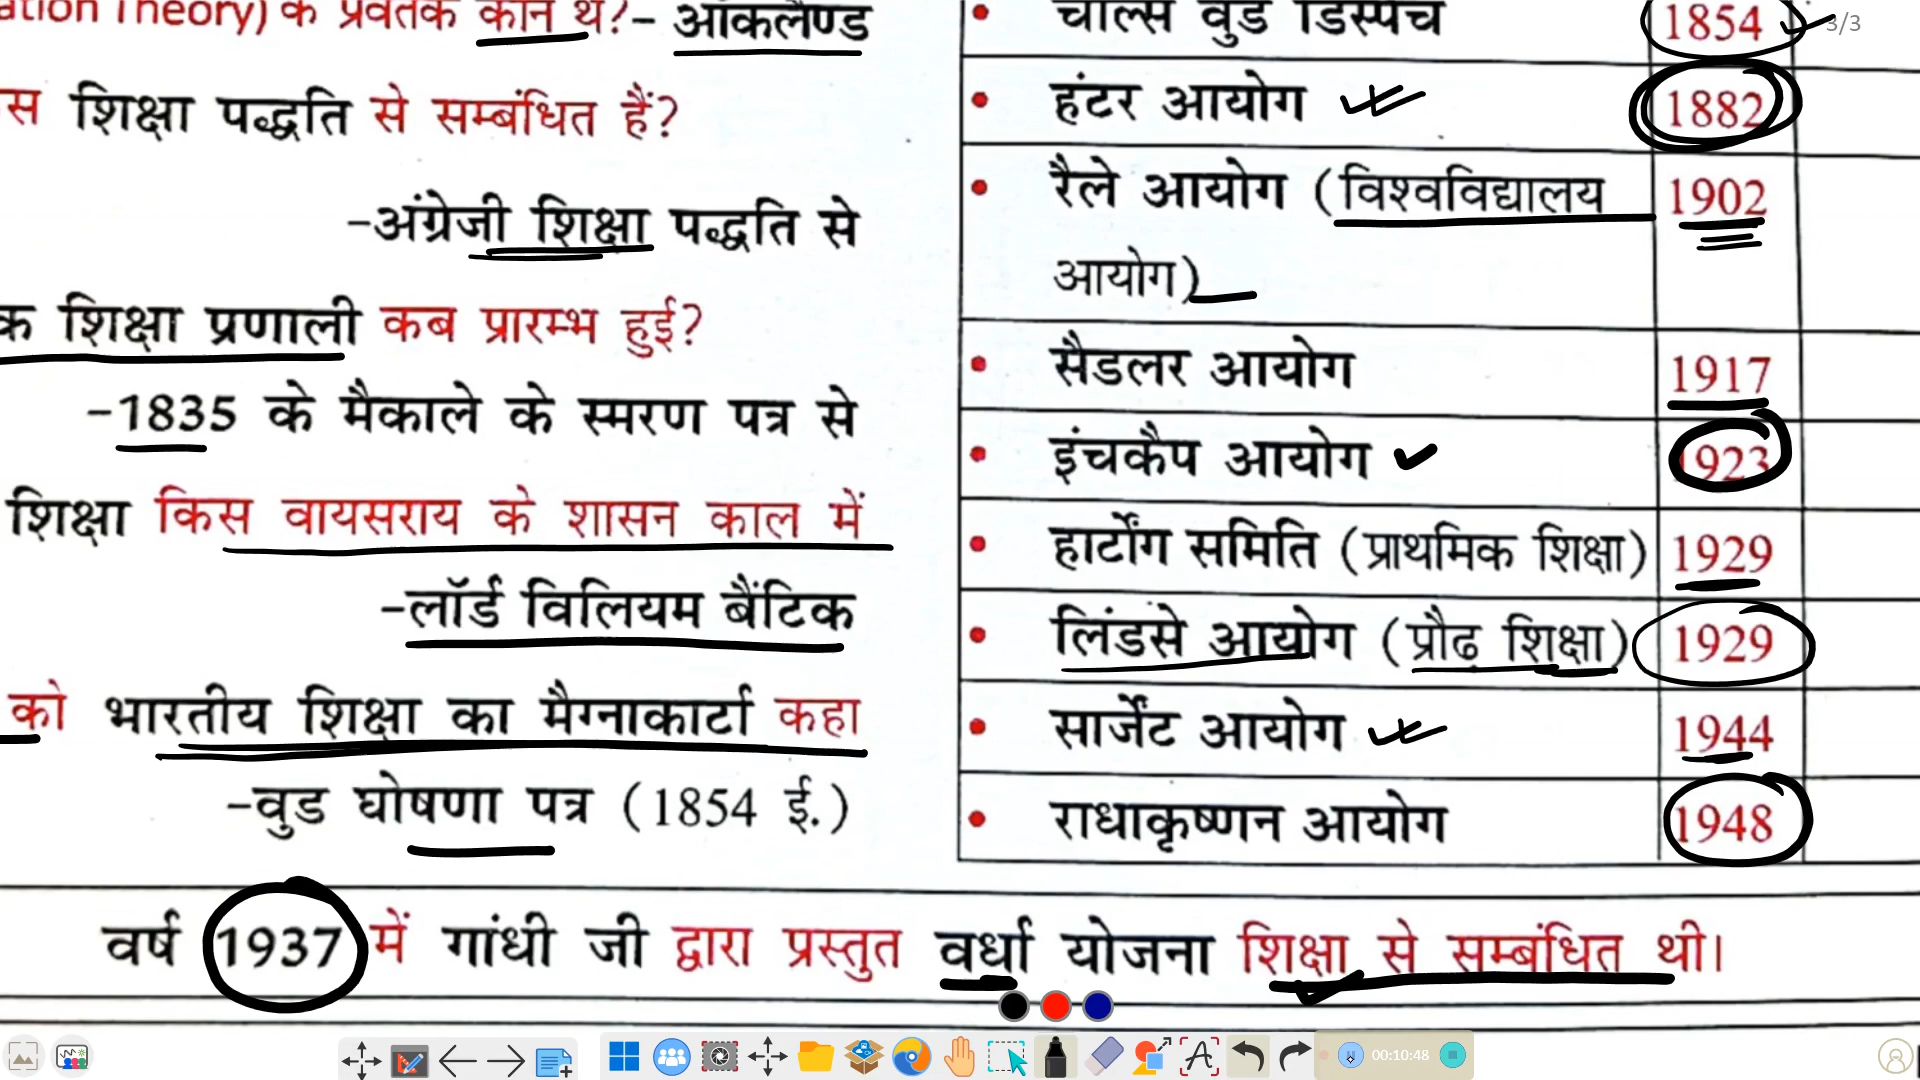 ation Theory) के प्रवर्तक कौन थे?- ऑकलैण्ड
स शिक्षा पद्धति से सम्बंधित हैं?
-अंग्रेजी शिक्षा पद्धति से
क शिक्षा प्रणाली कब प्रारम्भ हुई?
-1835 के मैकाले के स्मरण पत्र से
शिक्षा किस वायसराय के शासन काल में
-लॉर्ड विलियम बैंटिक
को भारतीय शिक्षा का मैग्नाकार्टा कहा
-वुड घोषणा पत्र (1854 ई.)
• चार्ल्स वुड डिस्पैच 1854
3/3
• हंटर आयोग 1882
• रैले आयोग (विश्वविद्यालय 1902
आयोग)
• सैडलर आयोग 1917
• इंचकैप आयोग 1923
• हार्टोंग समिति (प्राथमिक शिक्षा) 1929
• लिंडसे आयोग (प्रौढ़ शिक्षा) 1929
• सार्जेंट आयोग 1944
• राधाकृष्णन आयोग 1948
वर्ष 1937 में गांधी जी द्वारा प्रस्तुत वर्धा योजना शिक्षा से सम्बंधित थी।
00:10:48